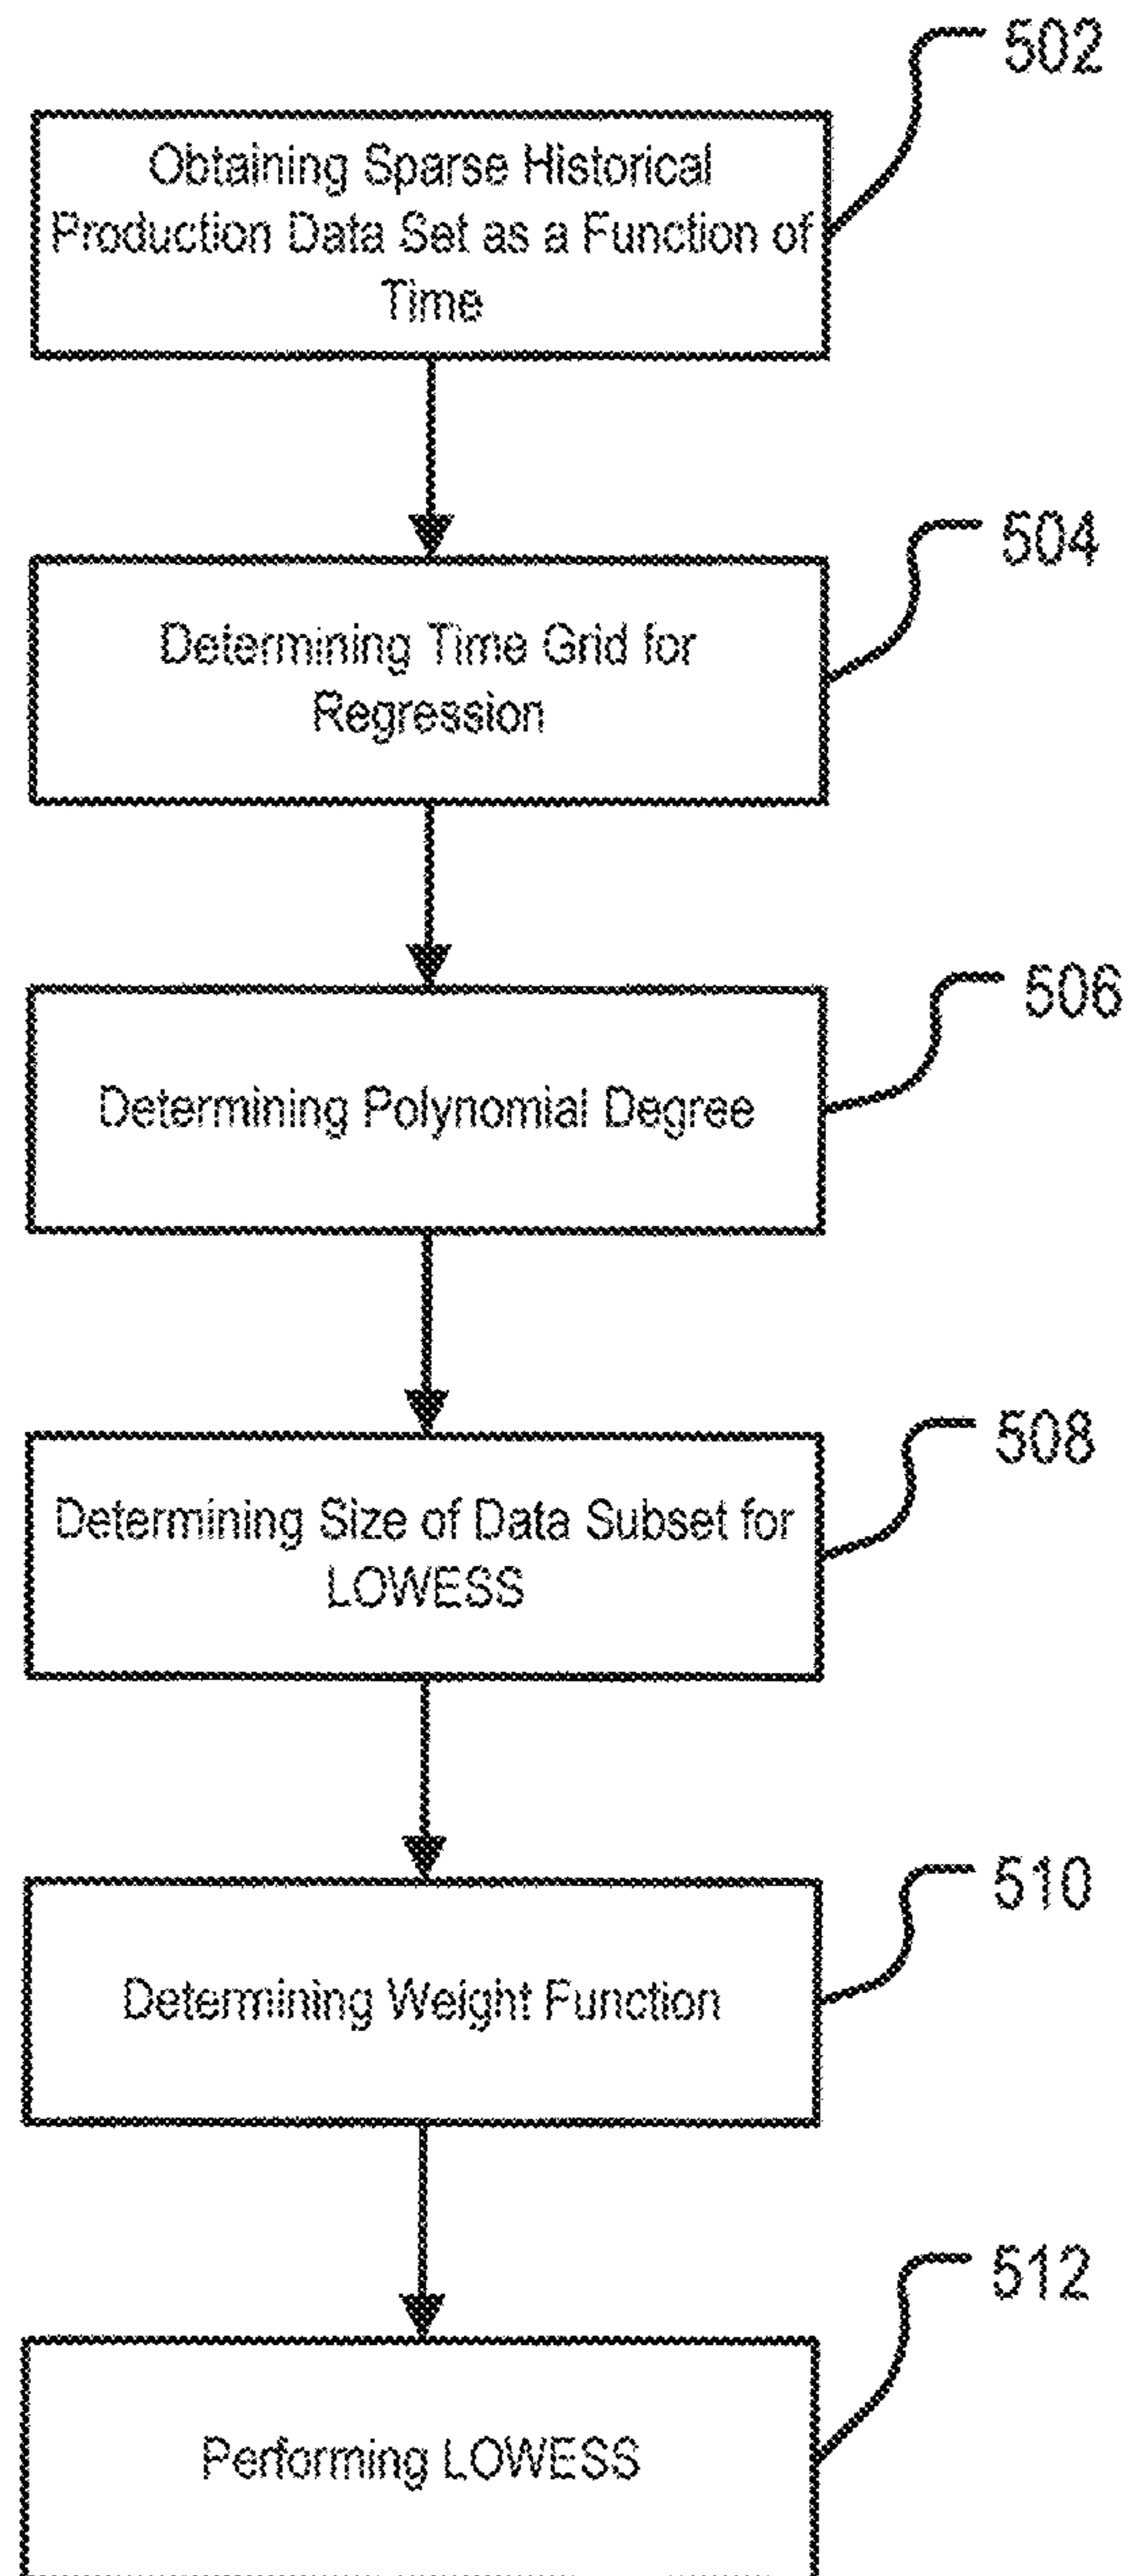 502
Obtaining Sparse Historical
Production Data Set as a Function of
Time
504
Determining Time Grid for
Regression
506
Determining Polynomial Degree
508
Determining Size of Data Subset for
LOWESS
510
Determining Weight Function
512
Performing LOWESS